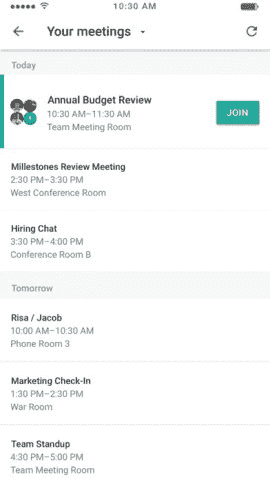 10:30 AM
Your meetings
Today
Annual Budget Review
10:30 AM–11:30 AM
Team Meeting Room
JOIN
Millestones Review Meeting
2:30 PM–3:30 PM
West Conference Room
Hiring Chat
3:30 PM–4:00 PM
Conference Room B
Tomorrow
Risa / Jacob
10:00 AM–10:30 AM
Phone Room 3
Marketing Check-In
1:30 PM–2:30 PM
War Room
Team Standup
4:30 PM–5:00 PM
Team Meeting Room